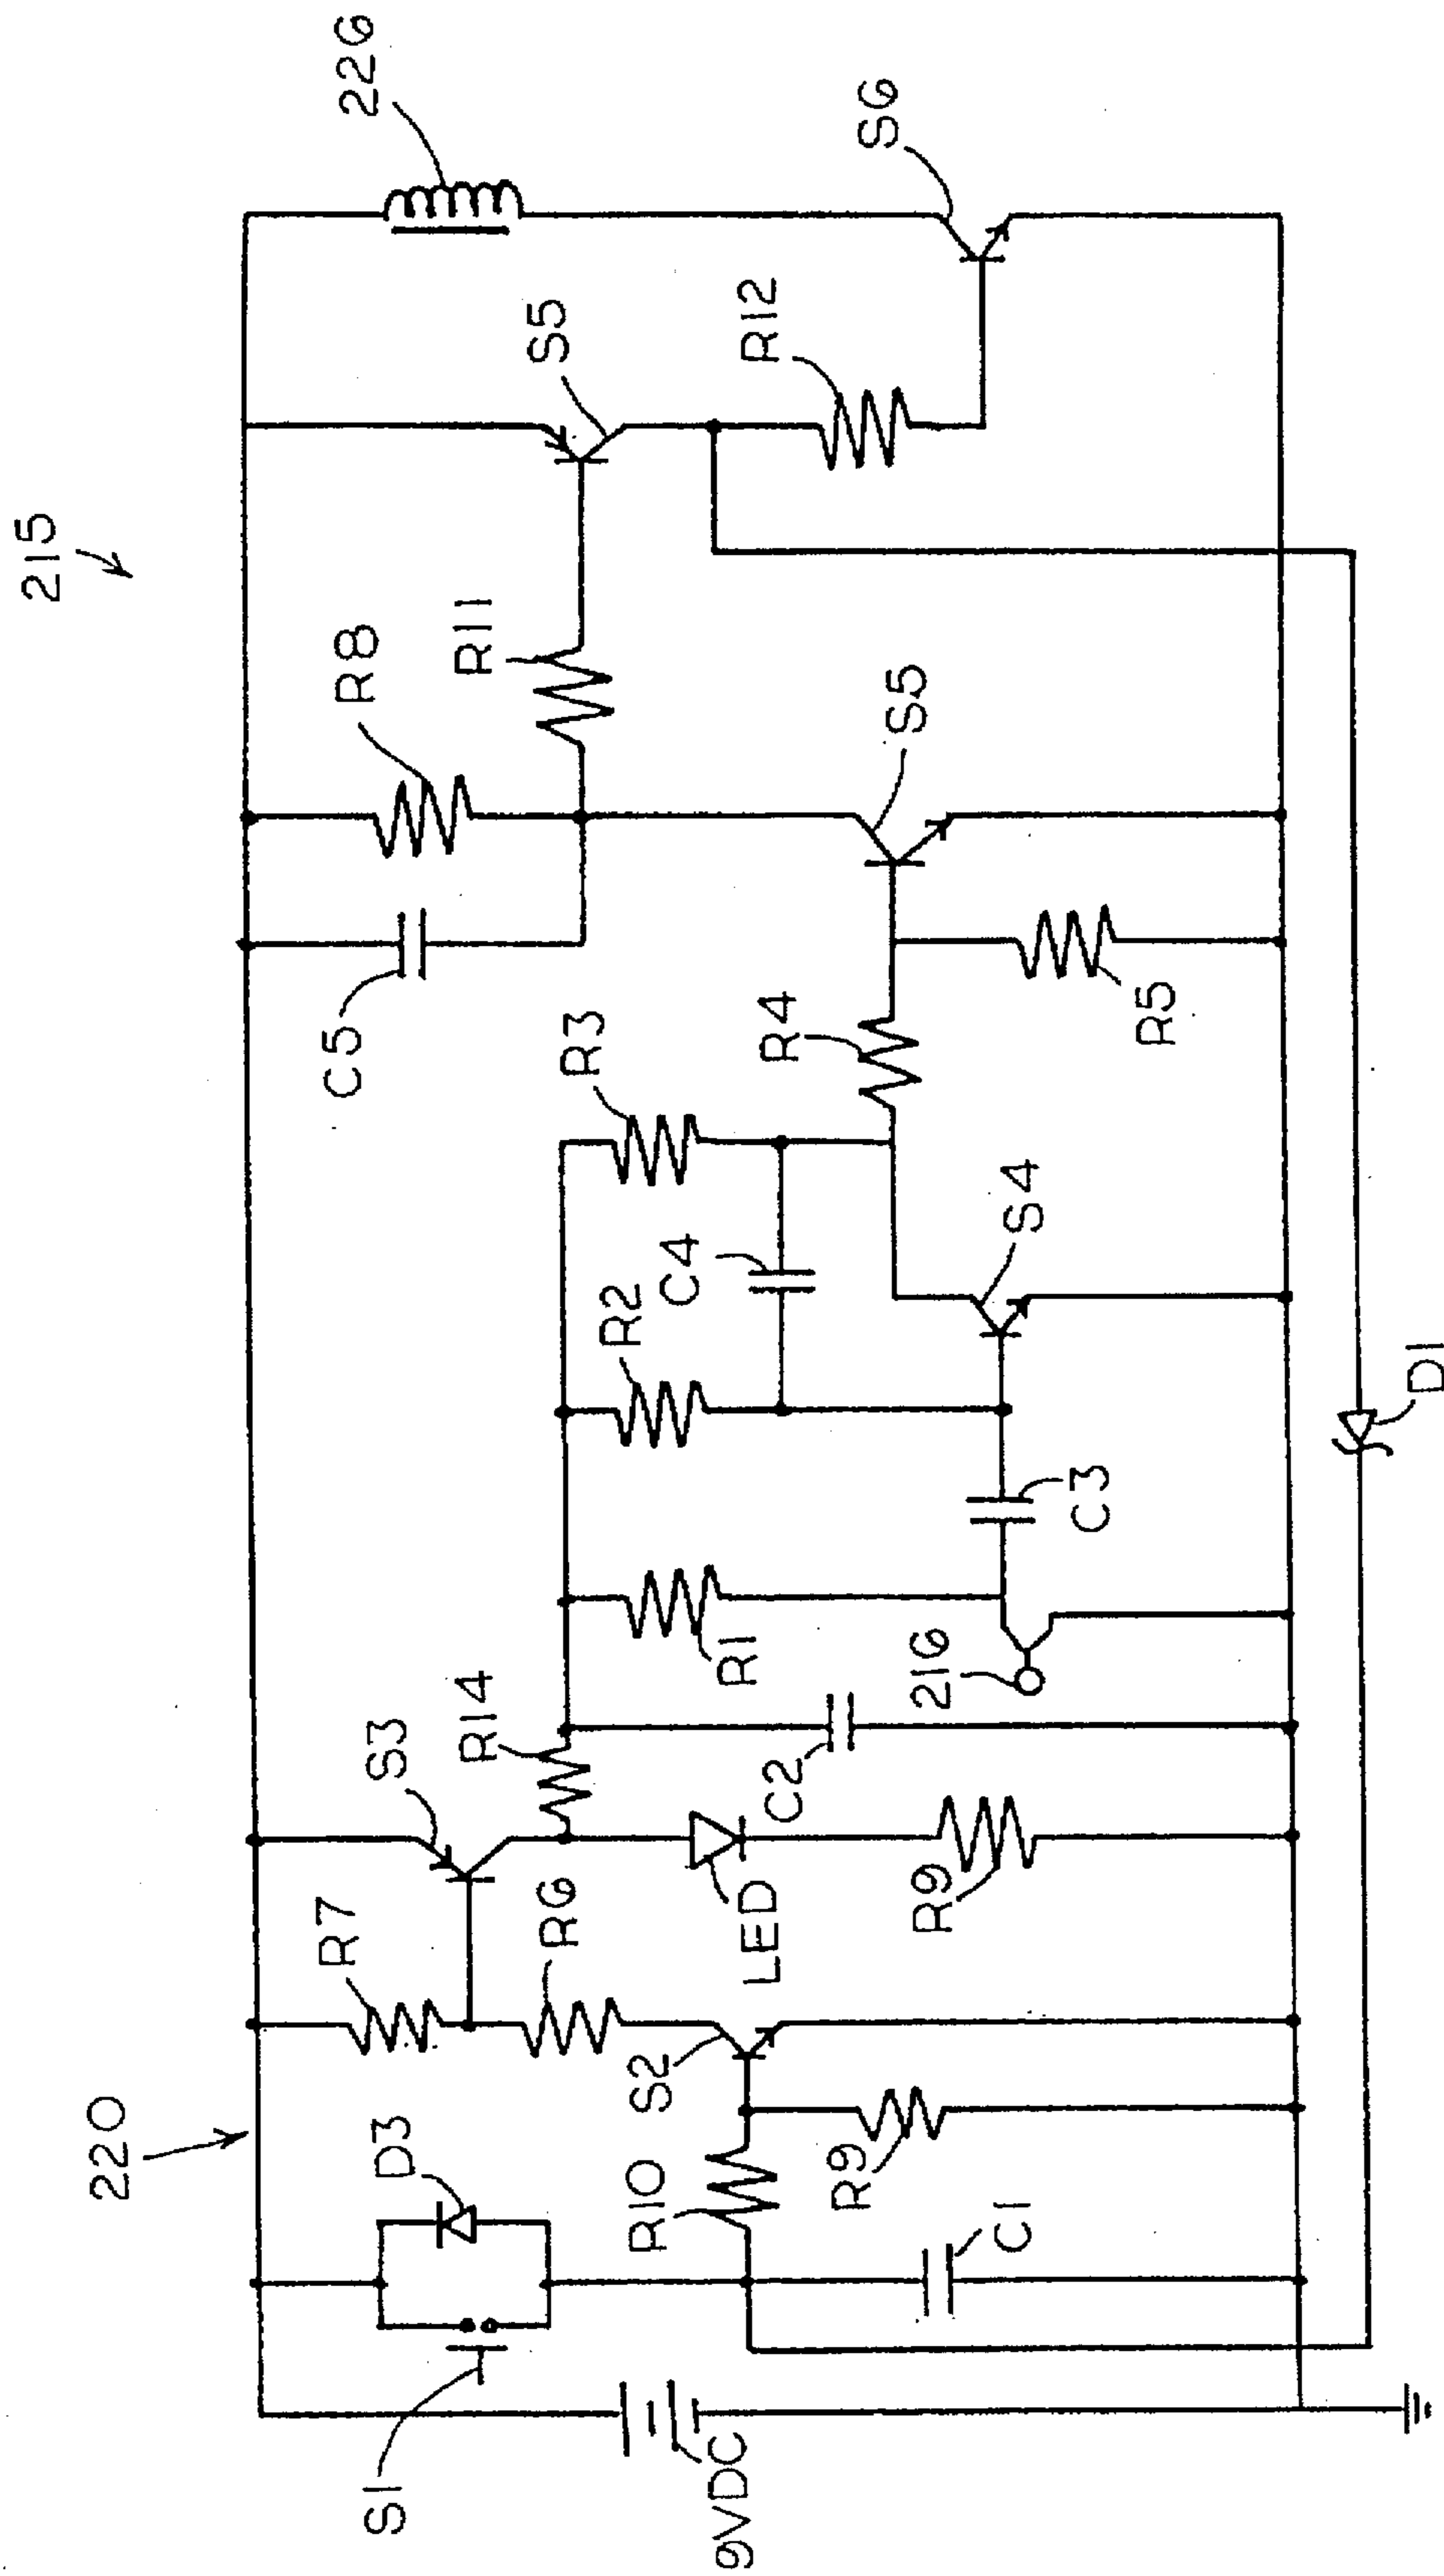 215
220
226
S1
9VDC
D3
R7
S3
R14
R6
R10
S2
R9
C1
LED
R9
C2
R1
216
C3
R2
C4
R3
S4
R4
C5
R8
R11
S5
R5
S5
R12
S6
D1